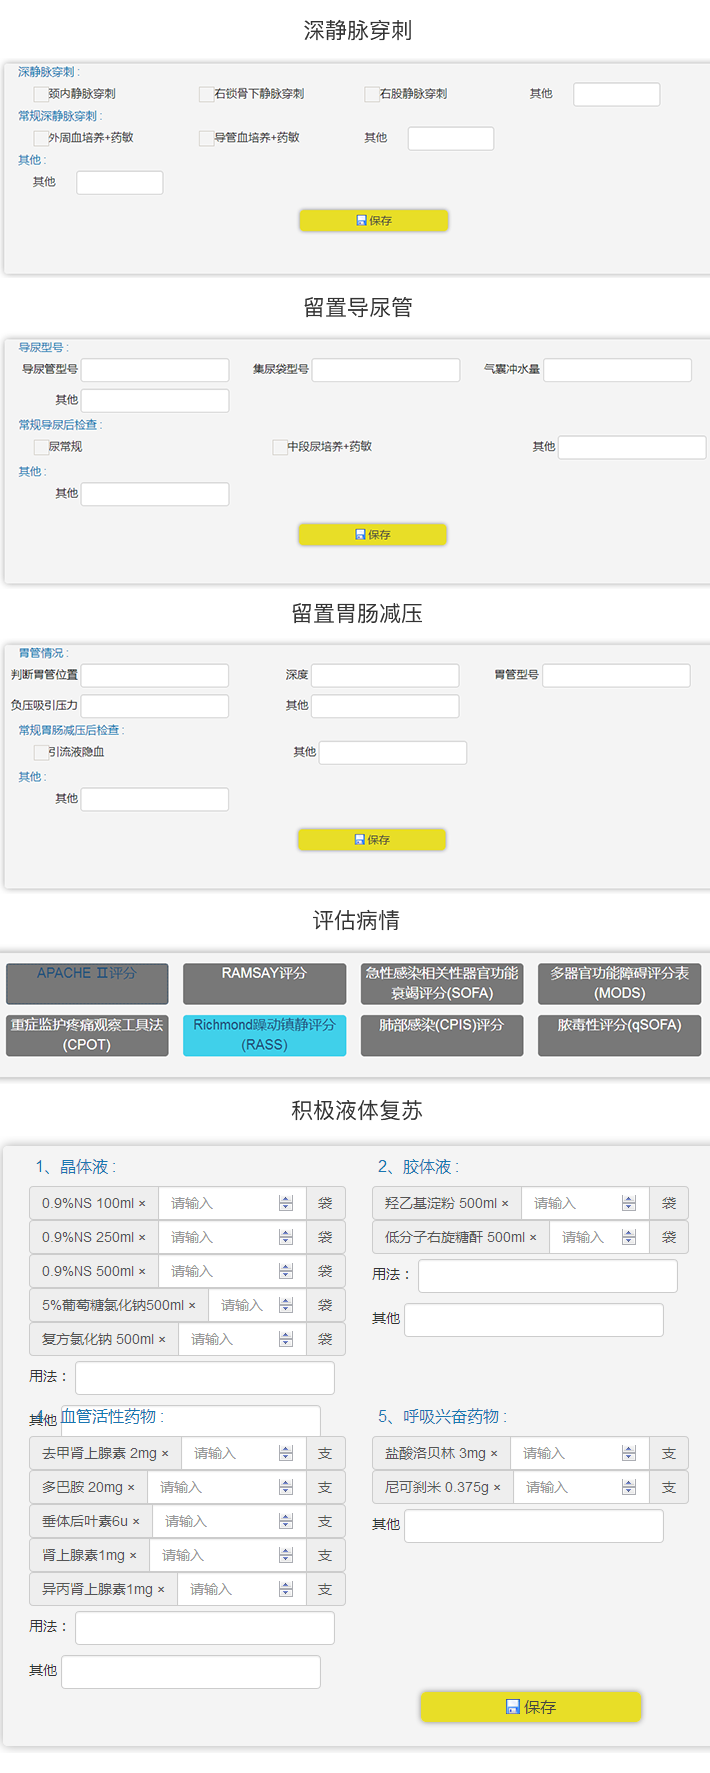 深静脉穿刺
深静脉穿刺 :
颈内静脉穿刺 右锁骨下静脉穿刺 右股静脉穿刺 其他
常规深静脉穿刺 :
外周血培养+药敏 导管血培养+药敏 其他
其他 :
其他
保存
留置导尿管
导尿型号 :
导尿管型号 集尿袋型号 气囊冲水量
其他
常规导尿后检查 :
尿常规 中段尿培养+药敏 其他
其他 :
其他
保存
留置胃肠减压
胃管情况 :
判断胃管位置 深度 胃管型号
负压吸引压力 其他
常规胃肠减压后检查 :
引流液隐血 其他
其他 :
其他
保存
评估病情
APACHE Ⅱ评分
RAMSAY评分
急性感染相关性器官功能
衰竭评分(SOFA)
多器官功能障碍评分表
(MODS)
重症监护疼痛观察工具法
(CPOT)
Richmond躁动镇静评分
(RASS)
肺部感染(CPIS)评分
脓毒性评分(qSOFA)
积极液体复苏
1、晶体液 :
0.9%NS 100ml × 请输入 袋
0.9%NS 250ml × 请输入 袋
0.9%NS 500ml × 请输入 袋
5%葡萄糖氯化钠500ml × 请输入 袋
复方氯化钠 500ml × 请输入 袋
用法：
其他
2、胶体液 :
羟乙基淀粉 500ml × 请输入 袋
低分子右旋糖酐 500ml × 请输入 袋
用法：
其他
4、血管活性药物 :
去甲肾上腺素 2mg × 请输入 支
多巴胺 20mg × 请输入 支
垂体后叶素6u × 请输入 支
肾上腺素1mg × 请输入 支
异丙肾上腺素1mg × 请输入 支
用法：
其他
5、呼吸兴奋药物 :
盐酸洛贝林 3mg × 请输入 支
尼可刹米 0.375g × 请输入 支
其他
保存